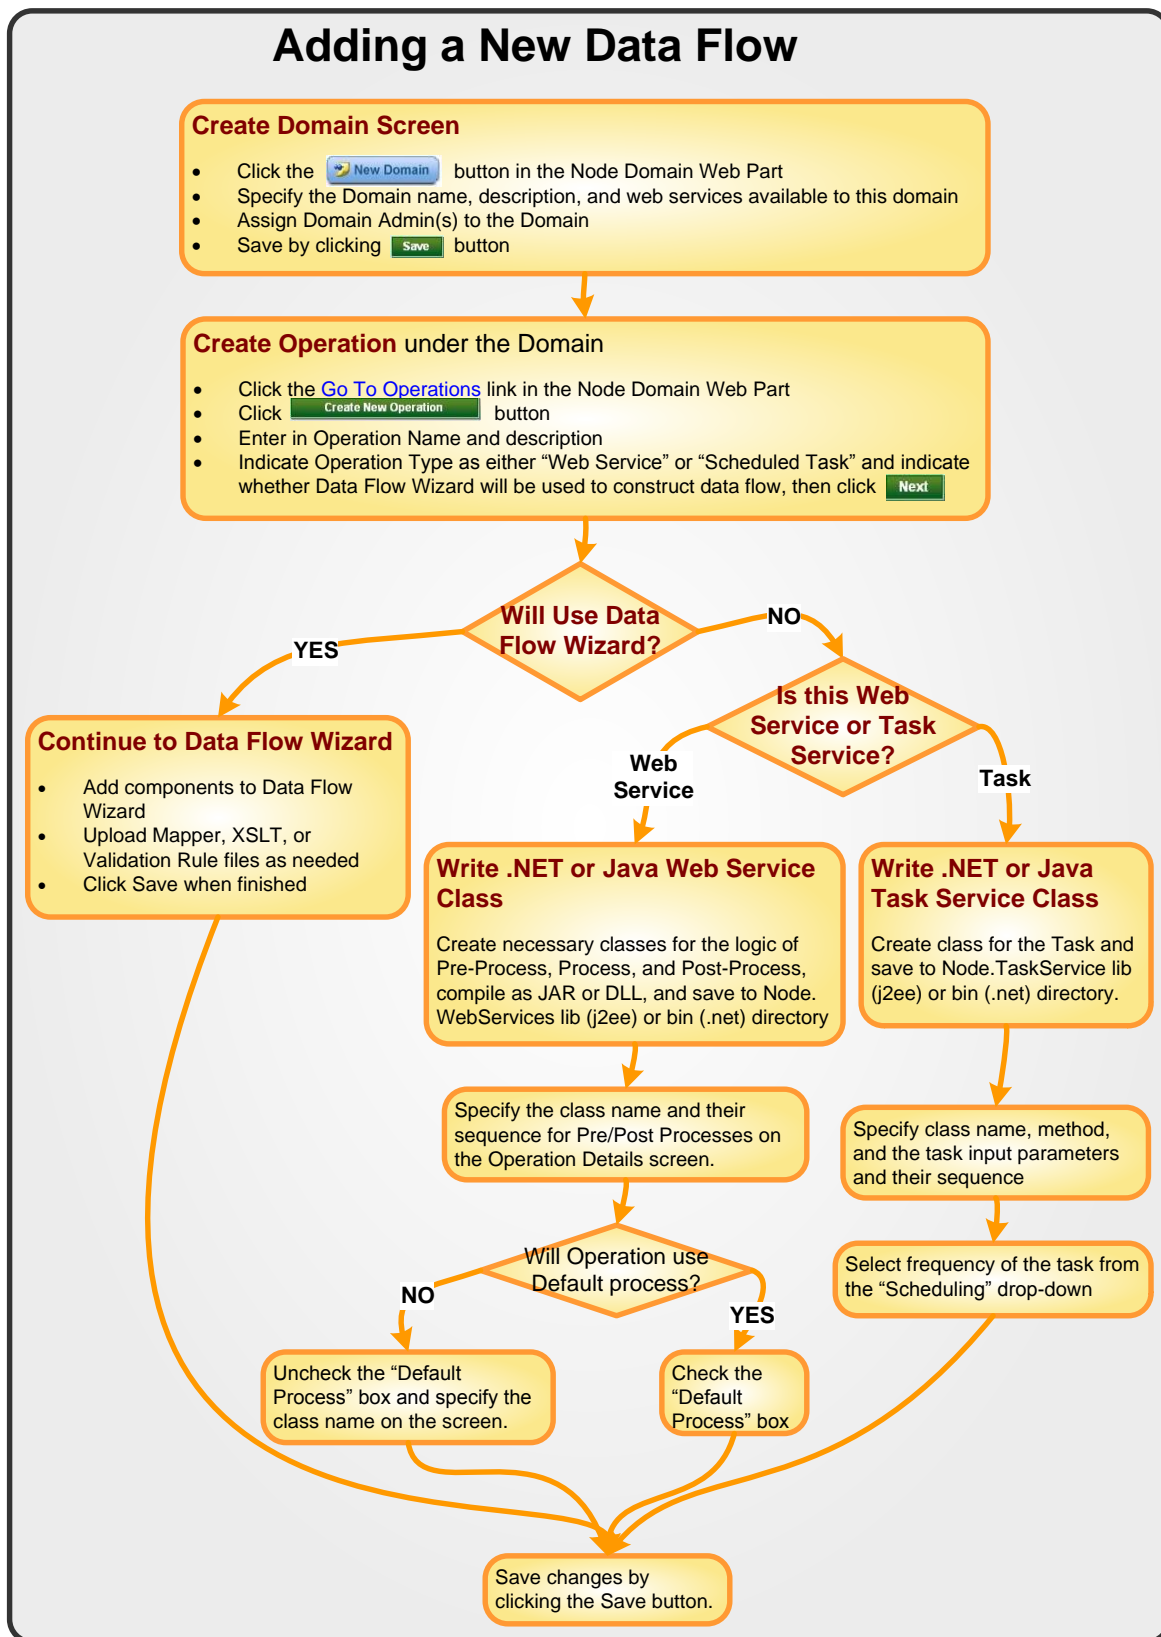 Adding a New Data Flow
Create Domain Screen
• Click the New Domain button in the Node Domain Web Part
• Specify the Domain name, description, and web services available to this domain
• Assign Domain Admin(s) to the Domain
• Save by clicking Save button
Create Operation under the Domain
• Click the Go To Operations link in the Node Domain Web Part
• Click Create New Operation button
• Enter in Operation Name and description
• Indicate Operation Type as either “Web Service” or “Scheduled Task” and indicate
whether Data Flow Wizard will be used to construct data flow, then click Next
Will Use Data
Flow Wizard?
YES
NO
Is this Web
Service or Task
Service?
Web
Service
Task
Continue to Data Flow Wizard
• Add components to Data Flow
Wizard
• Upload Mapper, XSLT, or
Validation Rule files as needed
• Click Save when finished
Write .NET or Java Web Service
Class
Create necessary classes for the logic of
Pre-Process, Process, and Post-Process,
compile as JAR or DLL, and save to Node.
WebServices lib (j2ee) or bin (.net) directory
Write .NET or Java
Task Service Class
Create class for the Task and
save to Node.TaskService lib
(j2ee) or bin (.net) directory.
Specify the class name and their
sequence for Pre/Post Processes on
the Operation Details screen.
Specify class name, method,
and the task input parameters
and their sequence
Will Operation use
Default process?
NO
YES
Select frequency of the task from
the “Scheduling” drop-down
Uncheck the “Default
Process” box and specify the
class name on the screen.
Check the
“Default
Process” box
Save changes by
clicking the Save button.